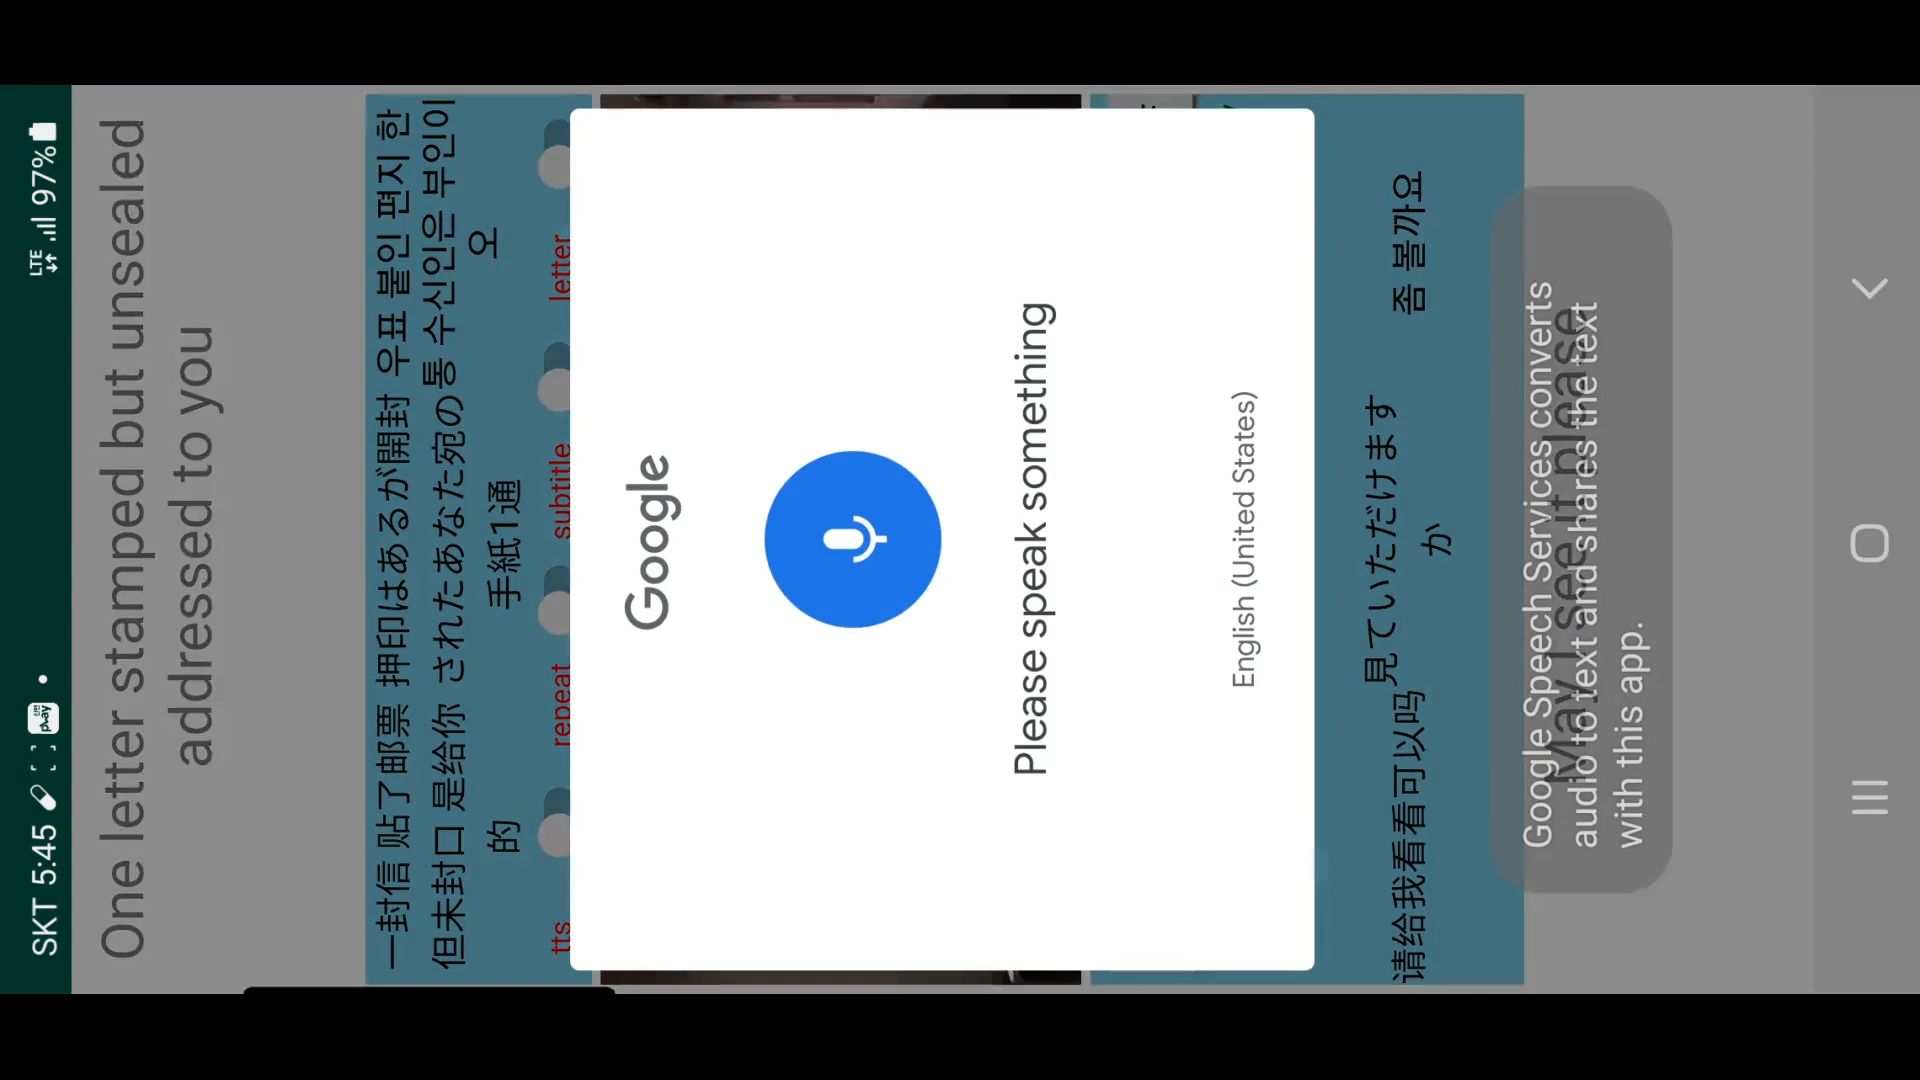 SKT 5:45 LTE 97%
One letter stamped but unsealed
addressed to you
一封信 贴了邮票
但未封口 是给你
的
押印はあるが開封
されたあなた宛の
手紙1通
우표 붙인 편지 한
통 수신인은 부인이
오
tts repeat subtitle letter
Google
Please speak something
English (United States)
请给我看看可以吗
見ていただけます
か
좀 볼까요
May I see it please
Google Speech Services converts
audio to text and shares the text
with this app.